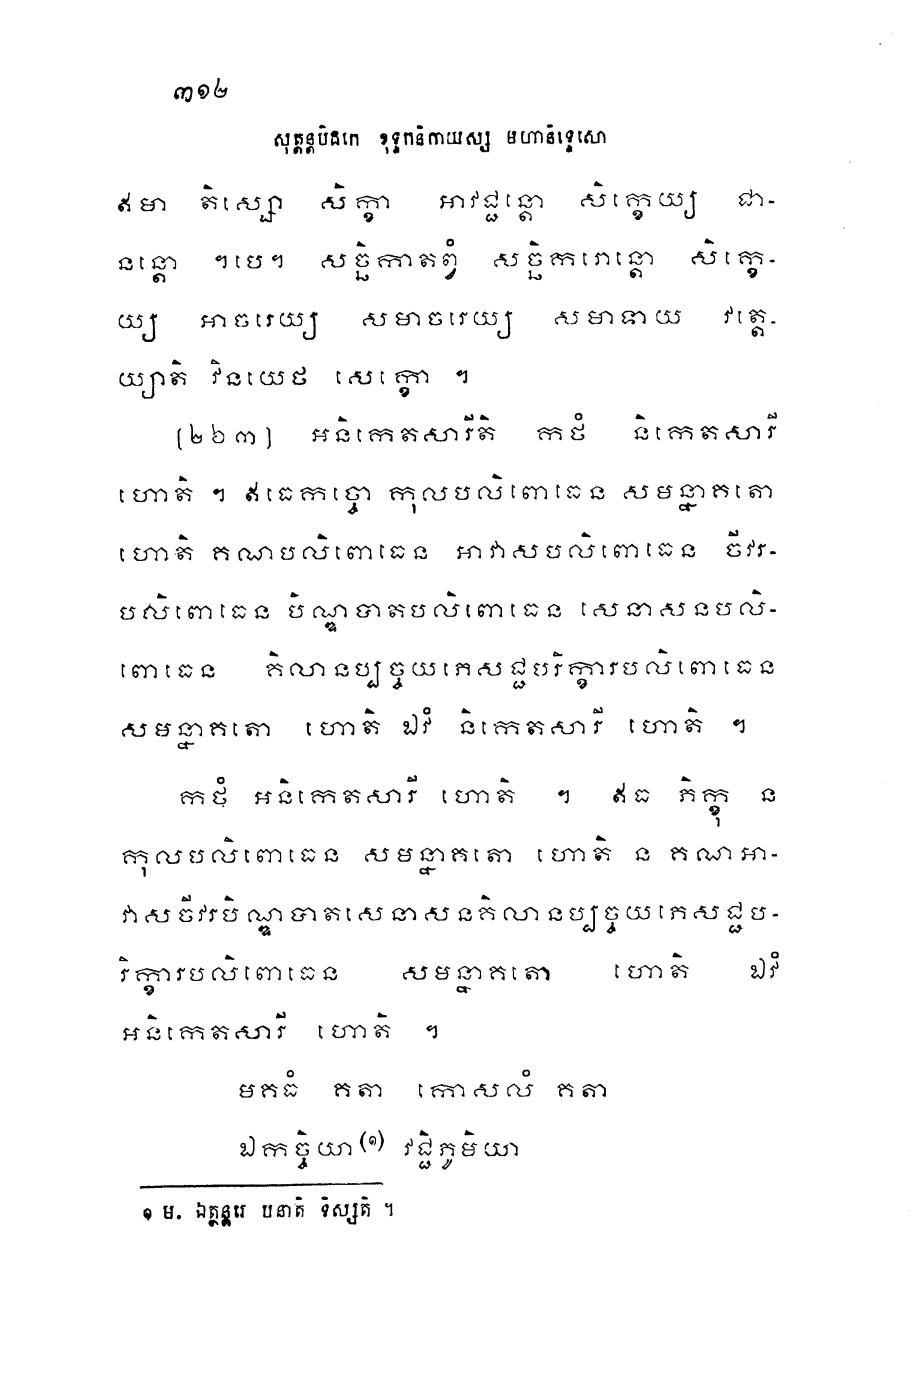 ៣១២
សុត្តន្តបិដកេ ខុទ្ទកនិកាយស្ស មហានិទ្ទេសោ
ឥមា តិស្សោ សិក្ខា អាវជ្ជន្តោ សិក្ខេយ្យ ជា-
នន្តោ ។បេ។ សច្ឆិកាតព្វំ សច្ឆិករោន្តោ សិក្ខេ-
យ្យ អាចរេយ្យ សមាចរេយ្យ សមាទាយ វត្តេ-
យ្យាតិ វិនយេថ សេក្ខោ ។
[២៦៣] អនិកេតសារីតិ កថំ និកេតសារី
ហោតិ ។ ឥធេកច្ចោ កុលបលិពោធេន សមន្នាគតោ
ហោតិ គណបលិពោធេន អាវាសបលិពោធេន ចីវរ-
បលិពោធេន បិណ្ឌបាតបលិពោធេន សេនាសនបលិ-
ពោធេន គិលានប្បច្ចយភេសជ្ជបរិក្ខារបលិពោធេន
សមន្នាគតោ ហោតិ ឯវំ និកេតសារី ហោតិ ។
កថំ អនិកេតសារី ហោតិ ។ ឥធ ភិក្ខុ ន
កុលបលិពោធេន សមន្នាគតោ ហោតិ ន គណអា-
វាសចីវរបិណ្ឌបាតសេនាសនគិលានប្បច្ចយភេសជ្ជប-
រិក្ខារបលិពោធេន សមន្នាគតោ ហោតិ ឯវំ
អនិកេតសារី ហោតិ ។
មគធំ គតា កោសលំ គតា
ឯកច្ចិយា (១) វជ្ជិភូមិយា
១ ម. ឯត្ថន្តរេ បនាតិ ទិស្សតិ ។